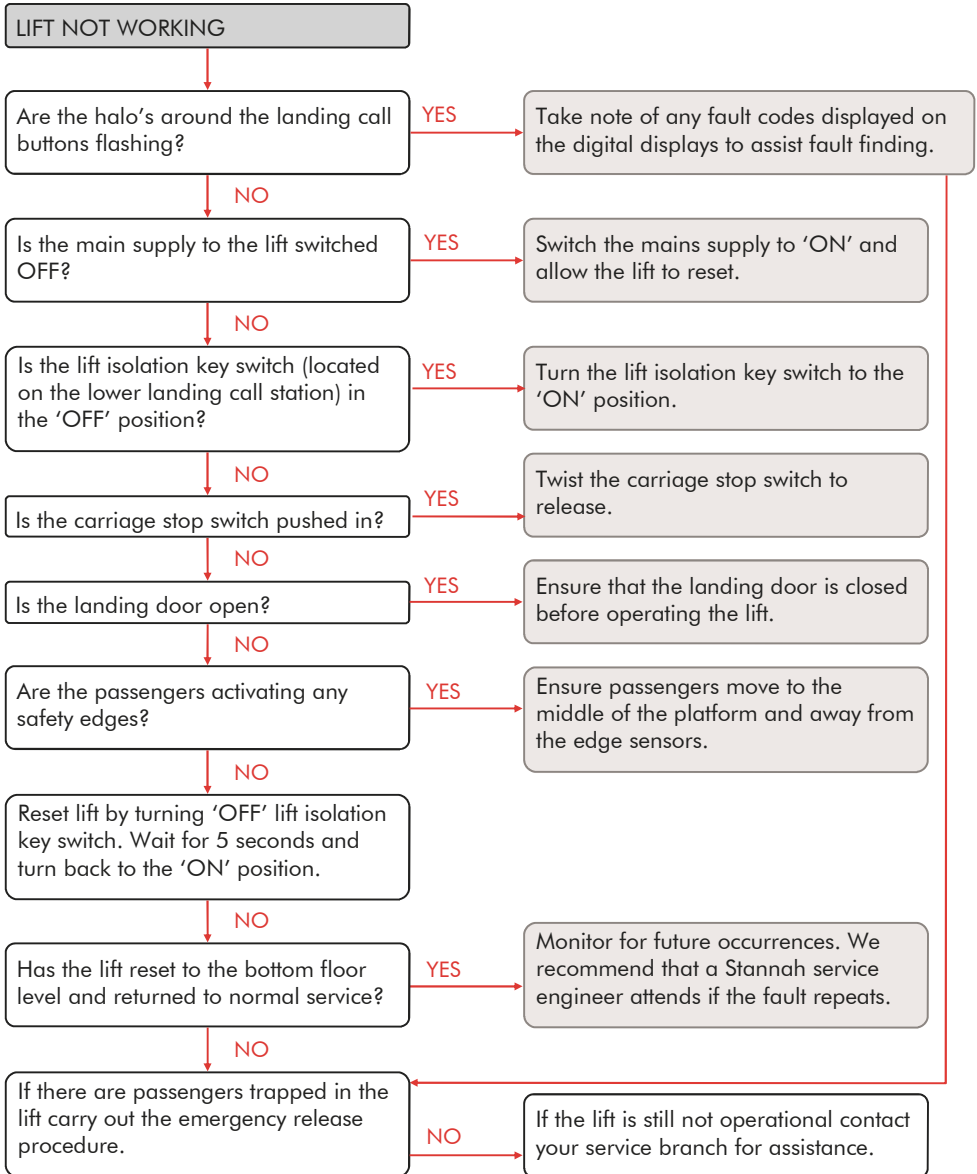 LIFT NOT WORKING
Are the halo’s around the landing call
buttons flashing?
YES
Take note of any fault codes displayed on
the digital displays to assist fault finding.
NO
Is the main supply to the lift switched
OFF?
YES
Switch the mains supply to ‘ON’ and
allow the lift to reset.
NO
Is the lift isolation key switch (located
on the lower landing call station) in
the ‘OFF’ position?
YES
Turn the lift isolation key switch to the
‘ON’ position.
NO
Is the carriage stop switch pushed in?
YES
Twist the carriage stop switch to
release.
NO
Is the landing door open?
YES
Ensure that the landing door is closed
before operating the lift.
NO
Are the passengers activating any
safety edges?
YES
Ensure passengers move to the
middle of the platform and away from
the edge sensors.
NO
Reset lift by turning ‘OFF’ lift isolation
key switch. Wait for 5 seconds and
turn back to the ‘ON’ position.
NO
Has the lift reset to the bottom floor
level and returned to normal service?
YES
Monitor for future occurrences. We
recommend that a Stannah service
engineer attends if the fault repeats.
NO
If there are passengers trapped in the
lift carry out the emergency release
procedure.
NO
If the lift is still not operational contact
your service branch for assistance.